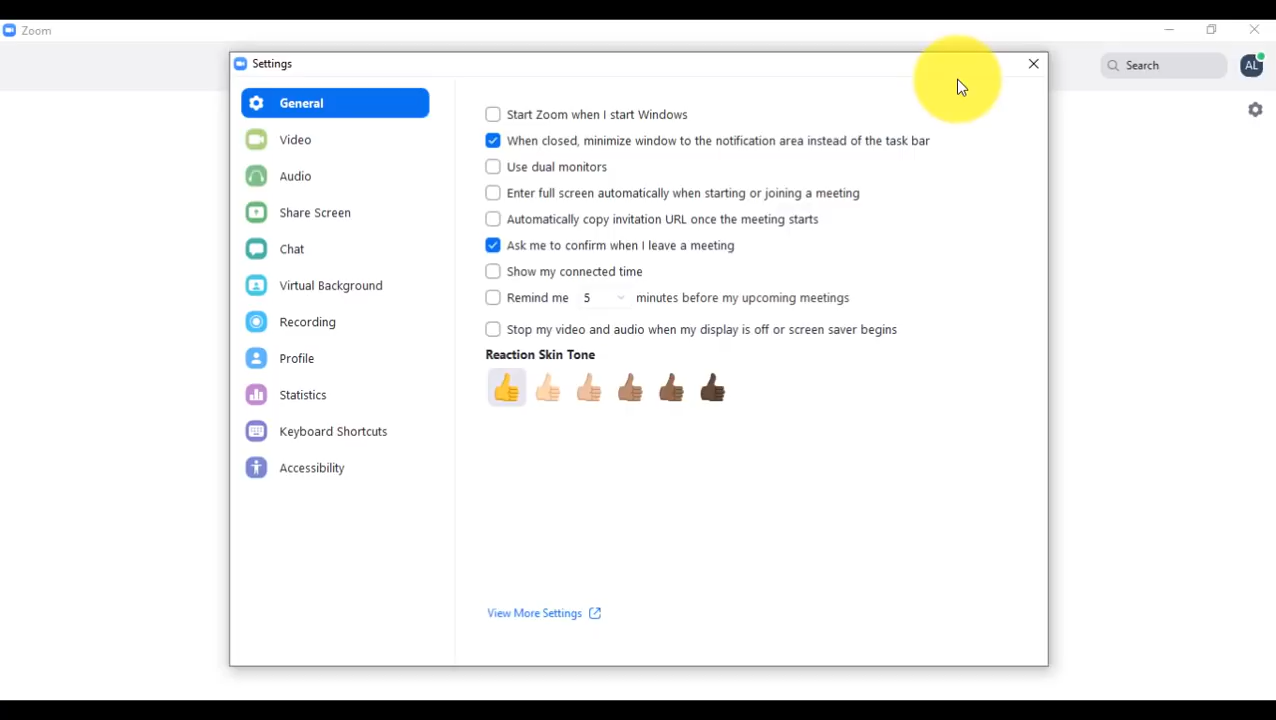 Zoom
Settings
Search
AL
General
Video
Audio
Share Screen
Chat
Virtual Background
Recording
Profile
Statistics
Keyboard Shortcuts
Accessibility
Start Zoom when I start Windows
When closed, minimize window to the notification area instead of the task bar
Use dual monitors
Enter full screen automatically when starting or joining a meeting
Automatically copy invitation URL once the meeting starts
Ask me to confirm when I leave a meeting
Show my connected time
Remind me 5 minutes before my upcoming meetings
Stop my video and audio when my display is off or screen saver begins
Reaction Skin Tone
View More Settings